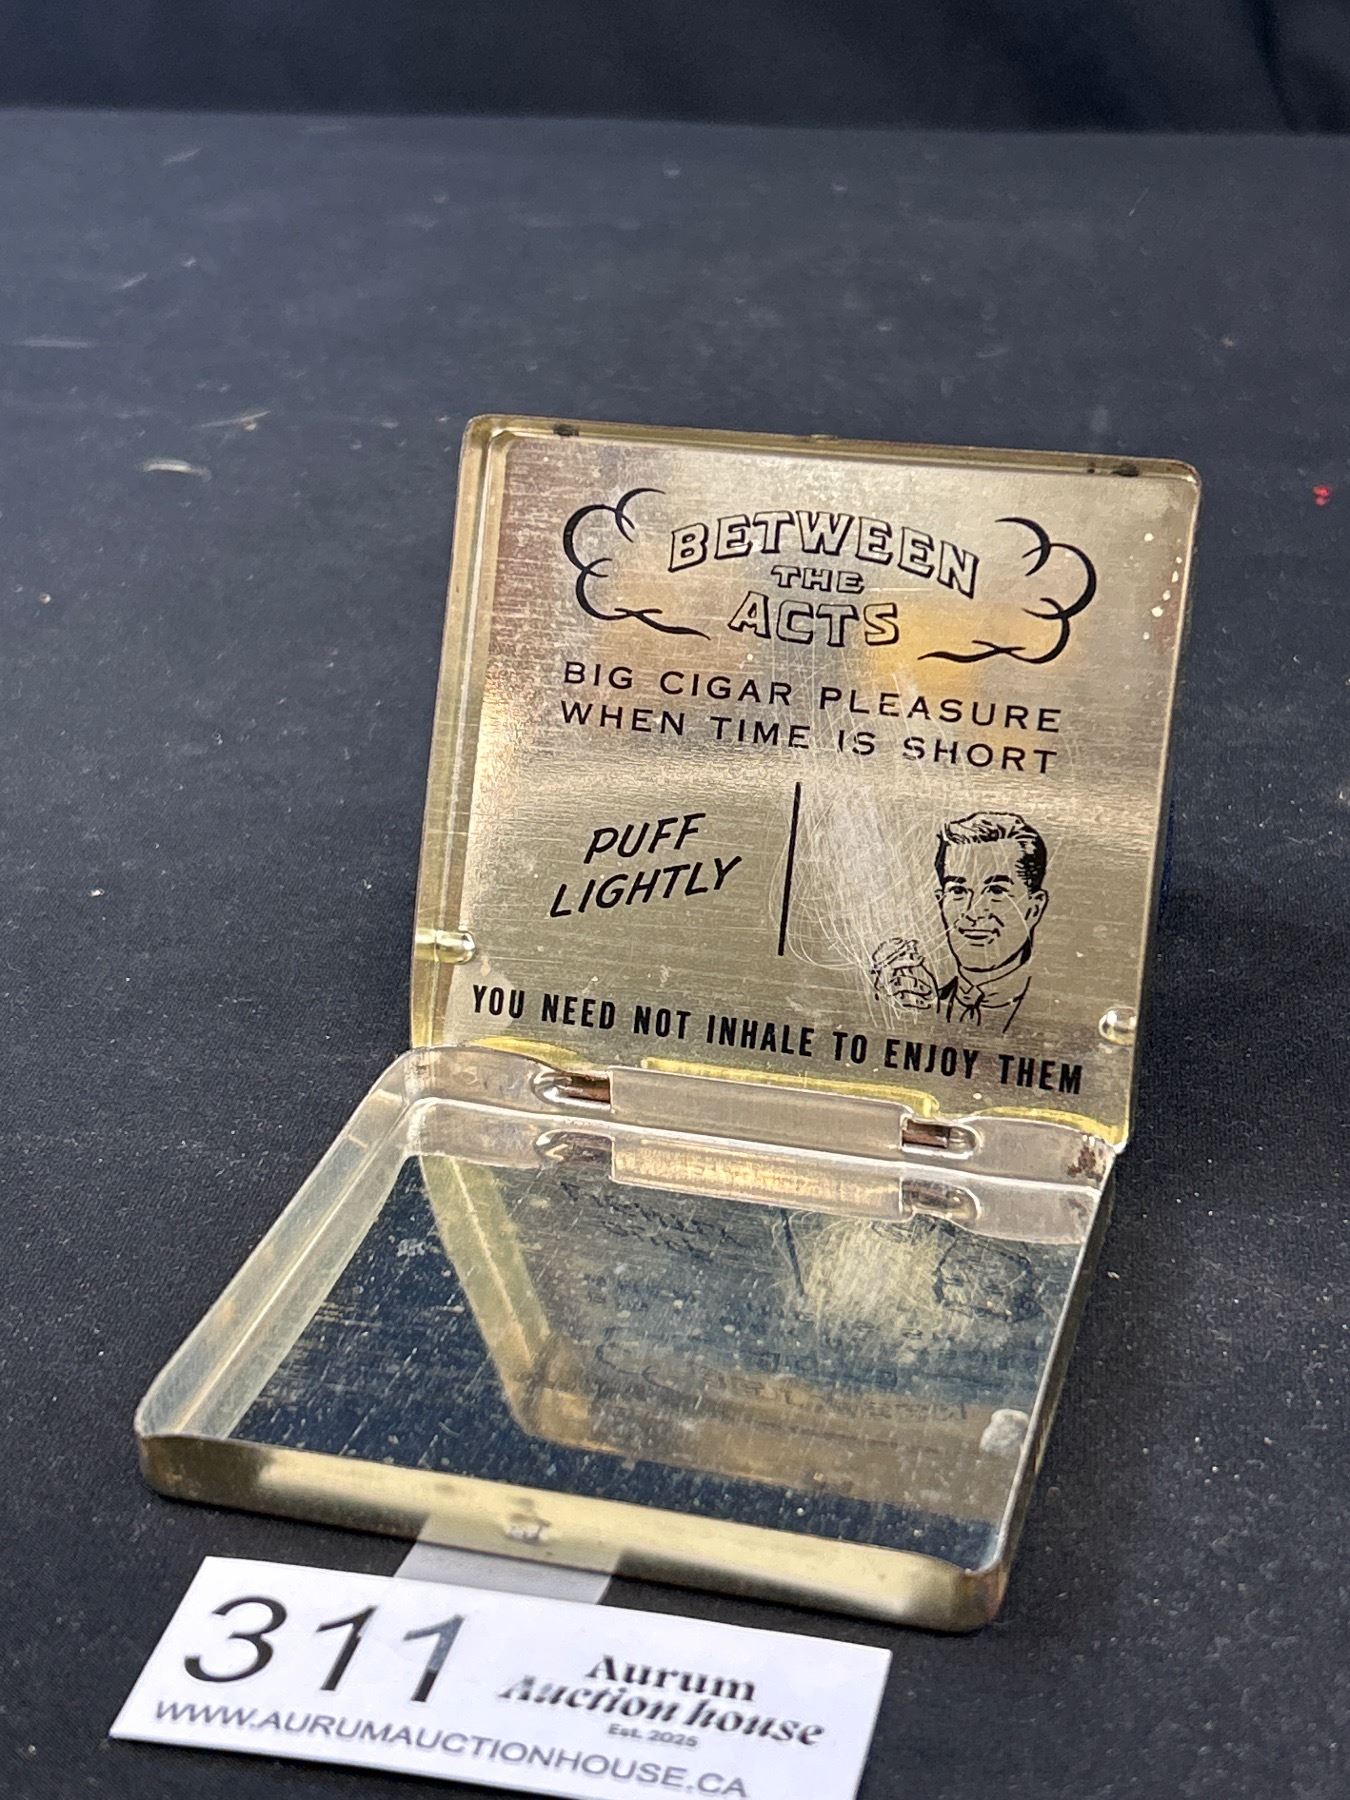 BETWEEN
THE
ACTS
BIG CIGAR PLEASURE
WHEN TIME IS SHORT
PUFF
LIGHTLY
YOU NEED NOT INHALE TO ENJOY THEM
311
Aurum
Auction house
Est. 2025
WWW.AURUMAUCTIONHOUSE.CA